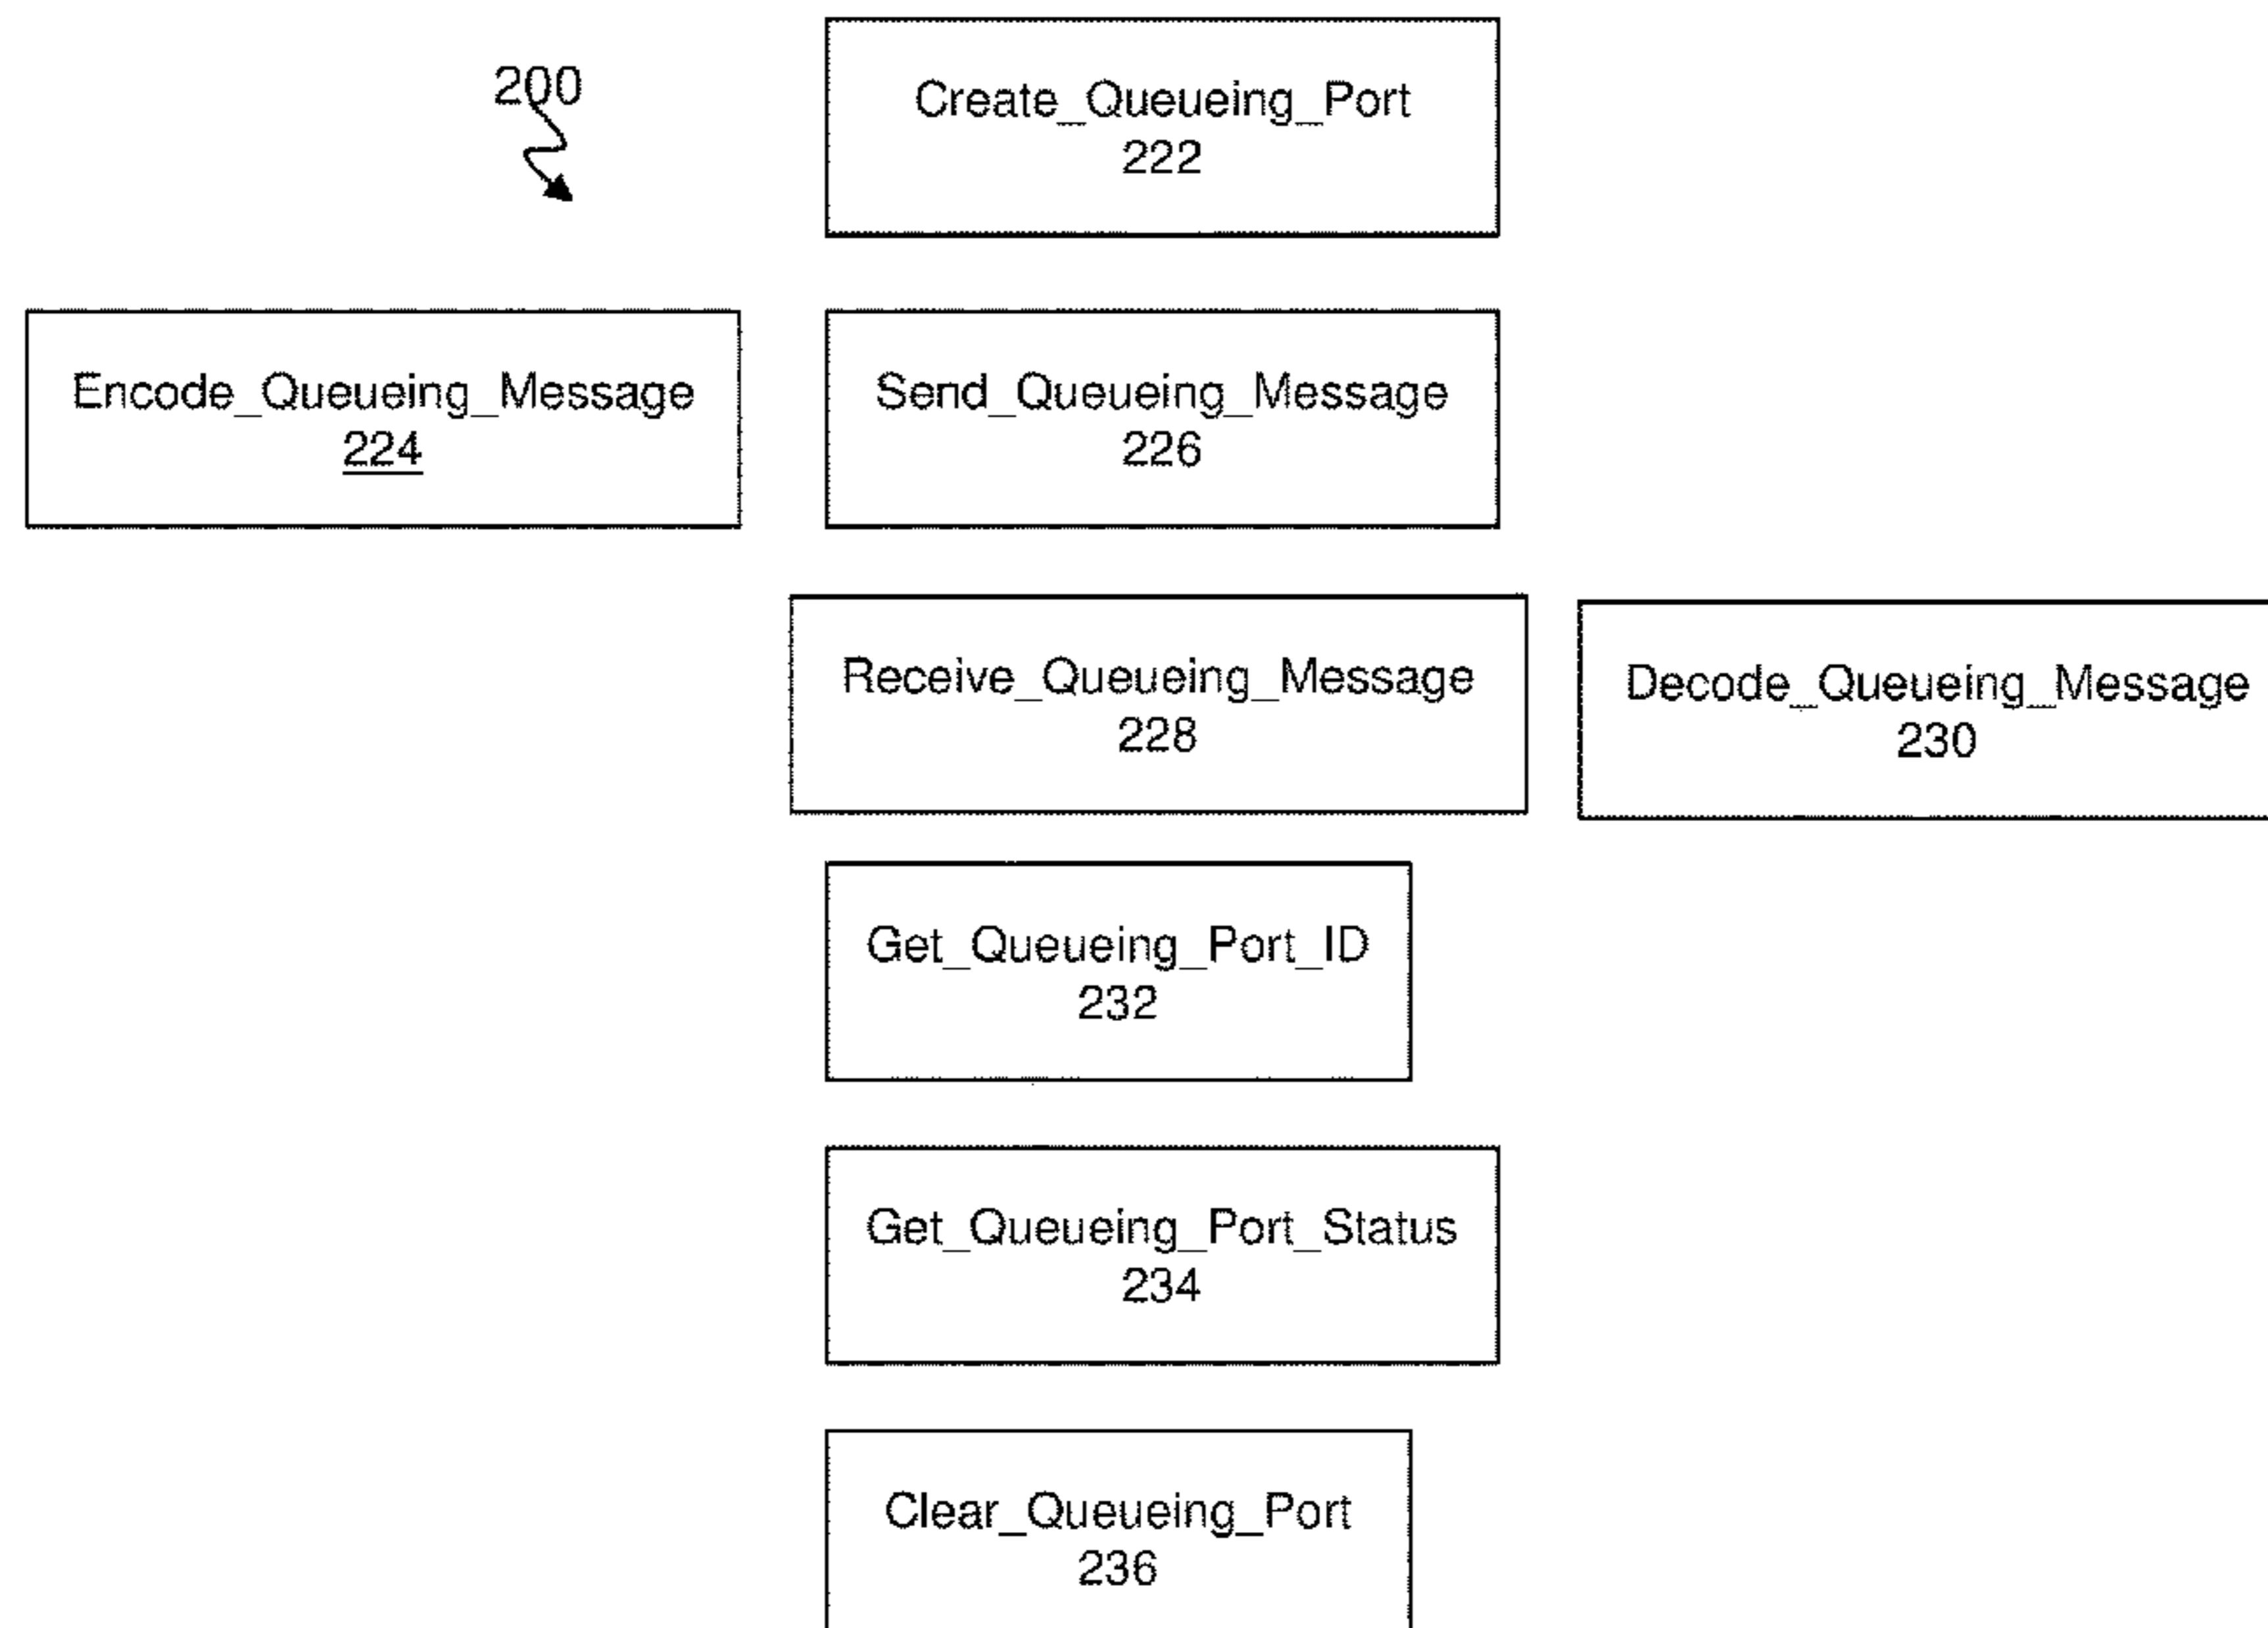 200
Create_Queueing_Port
222
Encode_Queueing_Message
224
Send_Queueing_Message
226
Receive_Queueing_Message
228
Decode_Queueing_Message
230
Get_Queueing_Port_ID
232
Get_Queueing_Port_Status
234
Clear_Queueing_Port
236